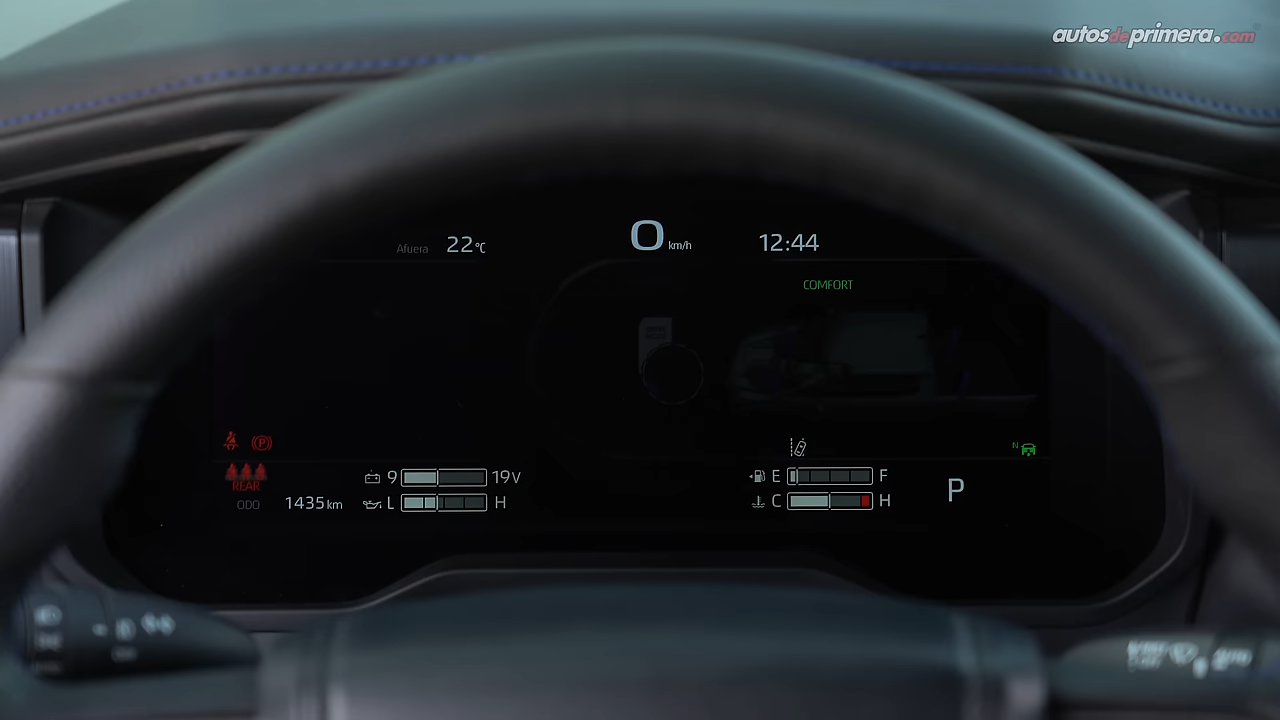 autosdeprimera.com
Afuera 22°C
0 km/h
12:44
COMFORT
P
N
REAR
9 19V
E F
ODO 1435 km
L H
C H
P